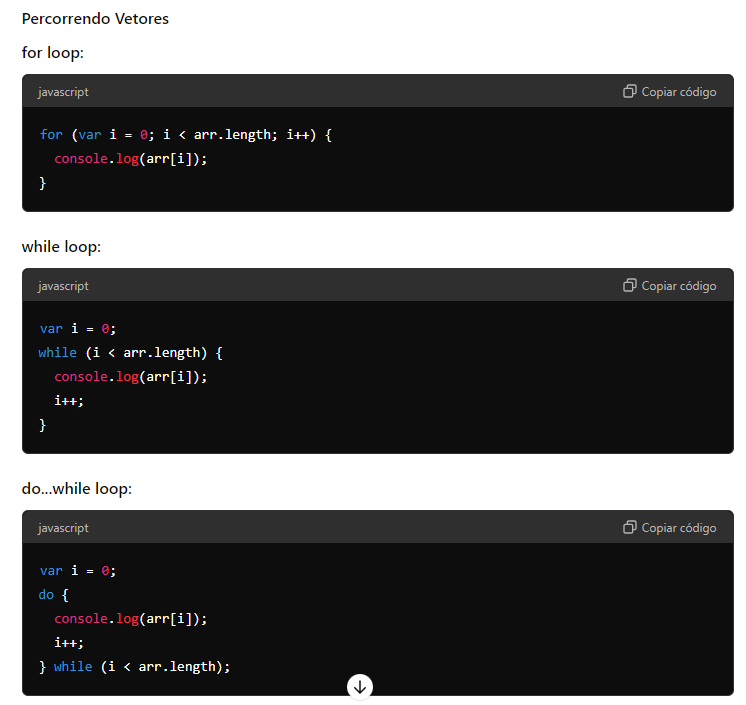 Percorrendo Vetores
for loop:
javascript Copiar código
for (var i = 0; i < arr.length; i++) {
  console.log(arr[i]);
}
while loop:
javascript Copiar código
var i = 0;
while (i < arr.length) {
  console.log(arr[i]);
  i++;
}
do...while loop:
javascript Copiar código
var i = 0;
do {
  console.log(arr[i]);
  i++;
} while (i < arr.length);